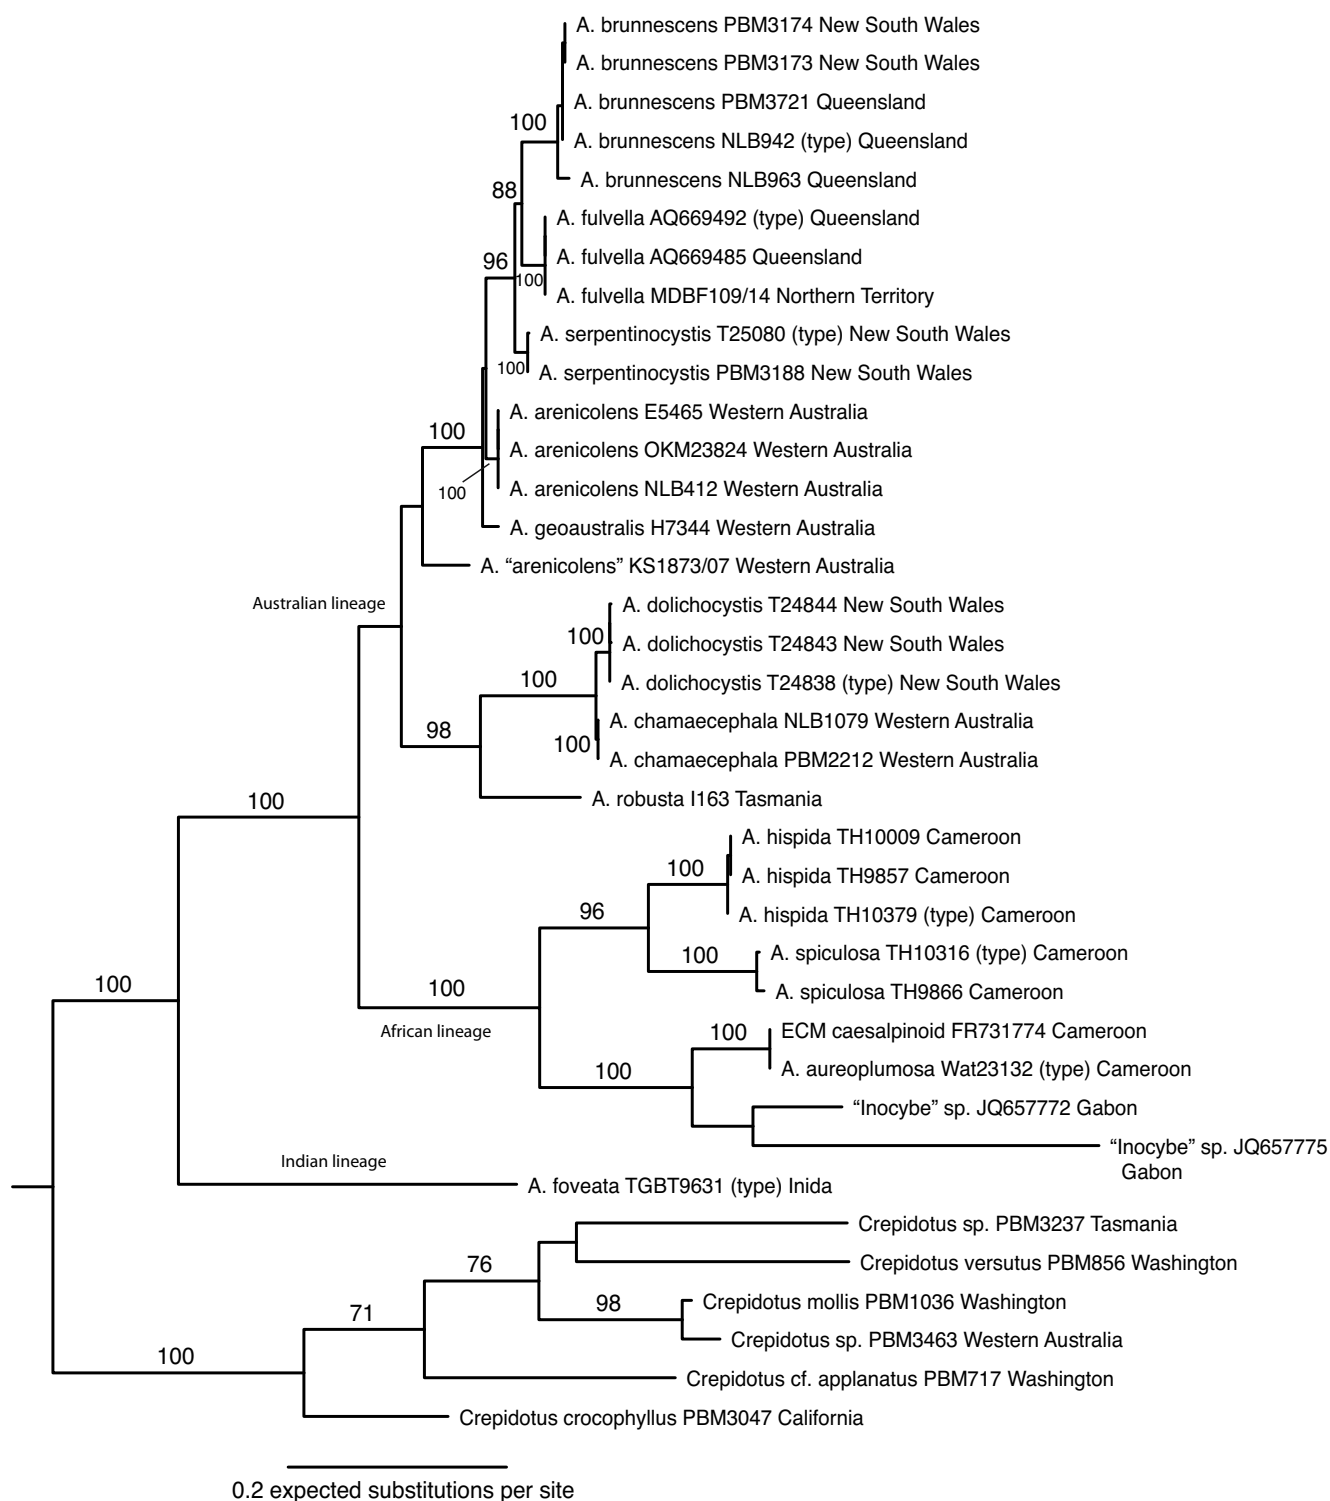 A. brunnescens PBM3174 New South Wales
A. brunnescens PBM3173 New South Wales
A. brunnescens PBM3721 Queensland
100
A. brunnescens NLB942 (type) Queensland
A. brunnescens NLB963 Queensland
88
A. fulvella AQ669492 (type) Queensland
A. fulvella AQ669485 Queensland
96
100
A. fulvella MDBF109/14 Northern Territory
A. serpentinocystis T25080 (type) New South Wales
100
A. serpentinocystis PBM3188 New South Wales
A. arenicolens E5465 Western Australia
100
A. arenicolens OKM23824 Western Australia
100
A. arenicolens NLB412 Western Australia
A. geoaustralis H7344 Western Australia
A. “arenicolens” KS1873/07 Western Australia
Australian lineage
A. dolichocystis T24844 New South Wales
100
A. dolichocystis T24843 New South Wales
100
A. dolichocystis T24838 (type) New South Wales
A. chamaecephala NLB1079 Western Australia
98
100
A. chamaecephala PBM2212 Western Australia
A. robusta I163 Tasmania
100
A. hispida TH10009 Cameroon
100
A. hispida TH9857 Cameroon
96
A. hispida TH10379 (type) Cameroon
100
A. spiculosa TH10316 (type) Cameroon
100
100
A. spiculosa TH9866 Cameroon
African lineage
100
ECM caesalpinoid FR731774 Cameroon
100
A. aureoplumosa Wat23132 (type) Cameroon
“Inocybe” sp. JQ657772 Gabon
“Inocybe” sp. JQ657775
Gabon
Indian lineage
A. foveata TGBT9631 (type) Inida
Crepidotus sp. PBM3237 Tasmania
76
Crepidotus versutus PBM856 Washington
98
Crepidotus mollis PBM1036 Washington
71
Crepidotus sp. PBM3463 Western Australia
100
Crepidotus cf. applanatus PBM717 Washington
Crepidotus crocophyllus PBM3047 California
0.2 expected substitutions per site